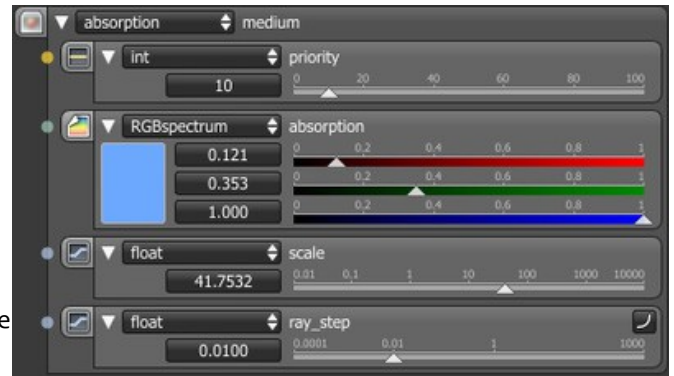 absorption medium
int priority
10 0 20 40 60 80 100
RGBspectrum absorption
0.121 0 0.2 0.4 0.6 0.8 1
0.353 0 0.2 0.4 0.6 0.8 1
1.000 0 0.2 0.4 0.6 0.8 1
float scale
41.7532 0.01 0.1 1 10 100 1000 10000
e
float ray_step
0.0100 0.0001 0.01 1 1000